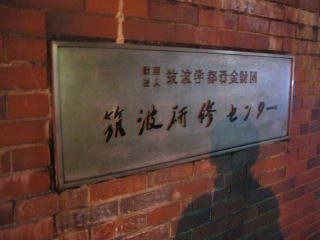 財団法人 筑波学都資金財団
筑波研修センター